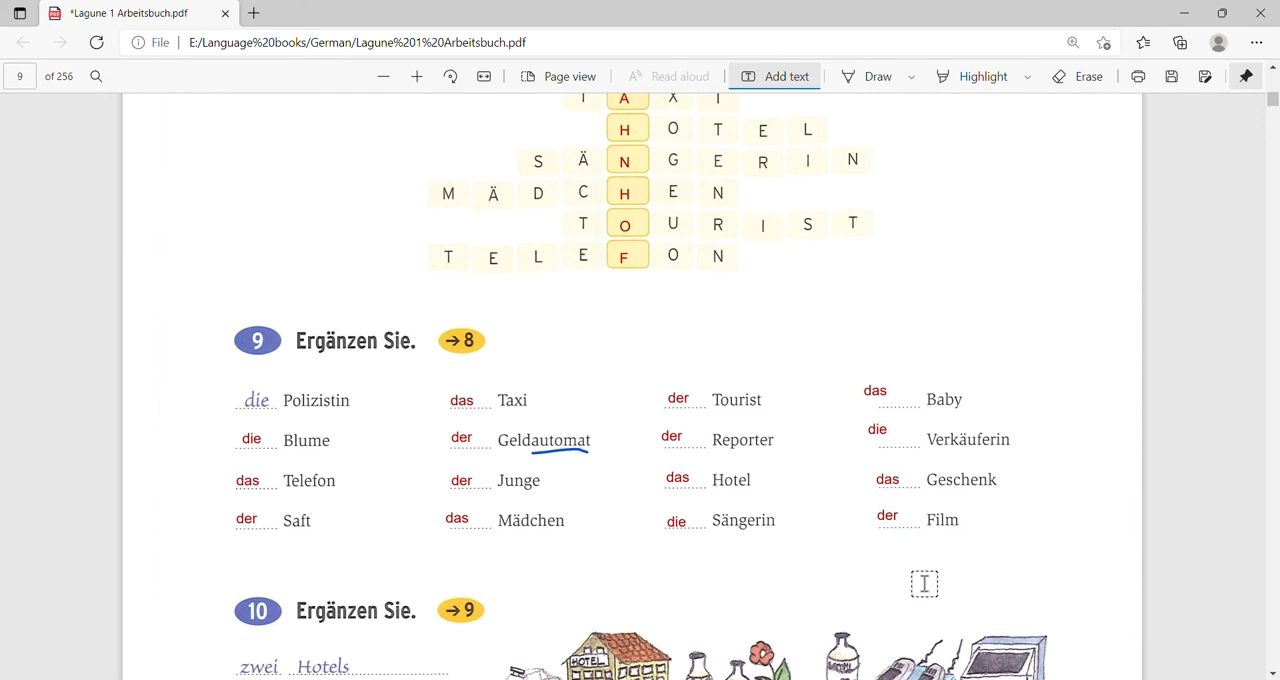 *Lagune 1 Arbeitsbuch.pdf
File E:/Language%20books/German/Lagune%201%20Arbeitsbuch.pdf
9 of 256 Page view Read aloud Add text Draw Highlight Erase
T A X I
H O T E L
S Ä N G E R I N
M Ä D C H E N
T O U R I S T
T E L E F O N
9 Ergänzen Sie. → 8
die Polizistin das Taxi der Tourist das Baby
die Blume der Geldautomat der Reporter die Verkäuferin
das Telefon der Junge das Hotel das Geschenk
der Saft das Mädchen die Sängerin der Film
10 Ergänzen Sie. → 9
HOTEL
zwei Hotels